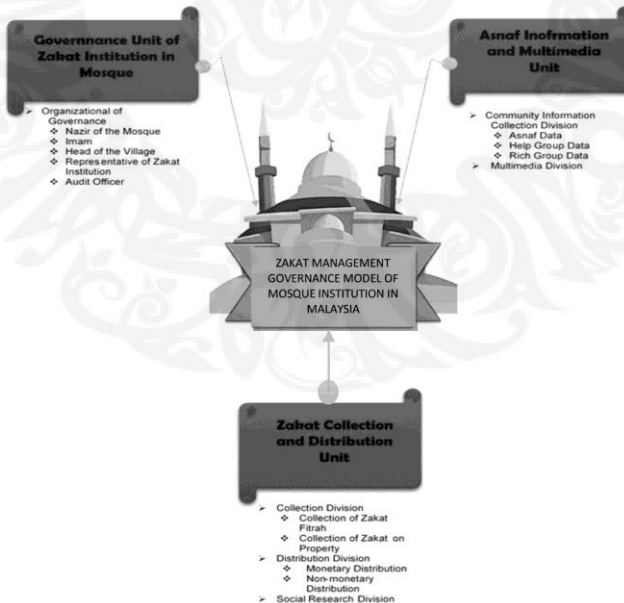 Governnance Unit of
Zakat Institution in
Mosque
➢ Organizational of
Governance
❖ Nazir of the Mosque
❖ Imam
❖ Head of the Village
❖ Representative of Zakat
Institution
❖ Audit Officer
Asnaf Inofrmation
and Multimedia
Unit
➢ Community Information
Collection Division
❖ Asnaf Data
❖ Help Group Data
❖ Rich Group Data
➢ Multimedia Division
ZAKAT MANAGEMENT
GOVERNANCE MODEL OF
MOSQUE INSTITUTION IN
MALAYSIA
Zakat Collection
and Distribution
Unit
➢ Collection Division
❖ Collection of Zakat
Fitrah
❖ Collection of Zakat on
Property
➢ Distribution Division
❖ Monetary Distribution
❖ Non-monetary
Distribution
➢ Social Research Division